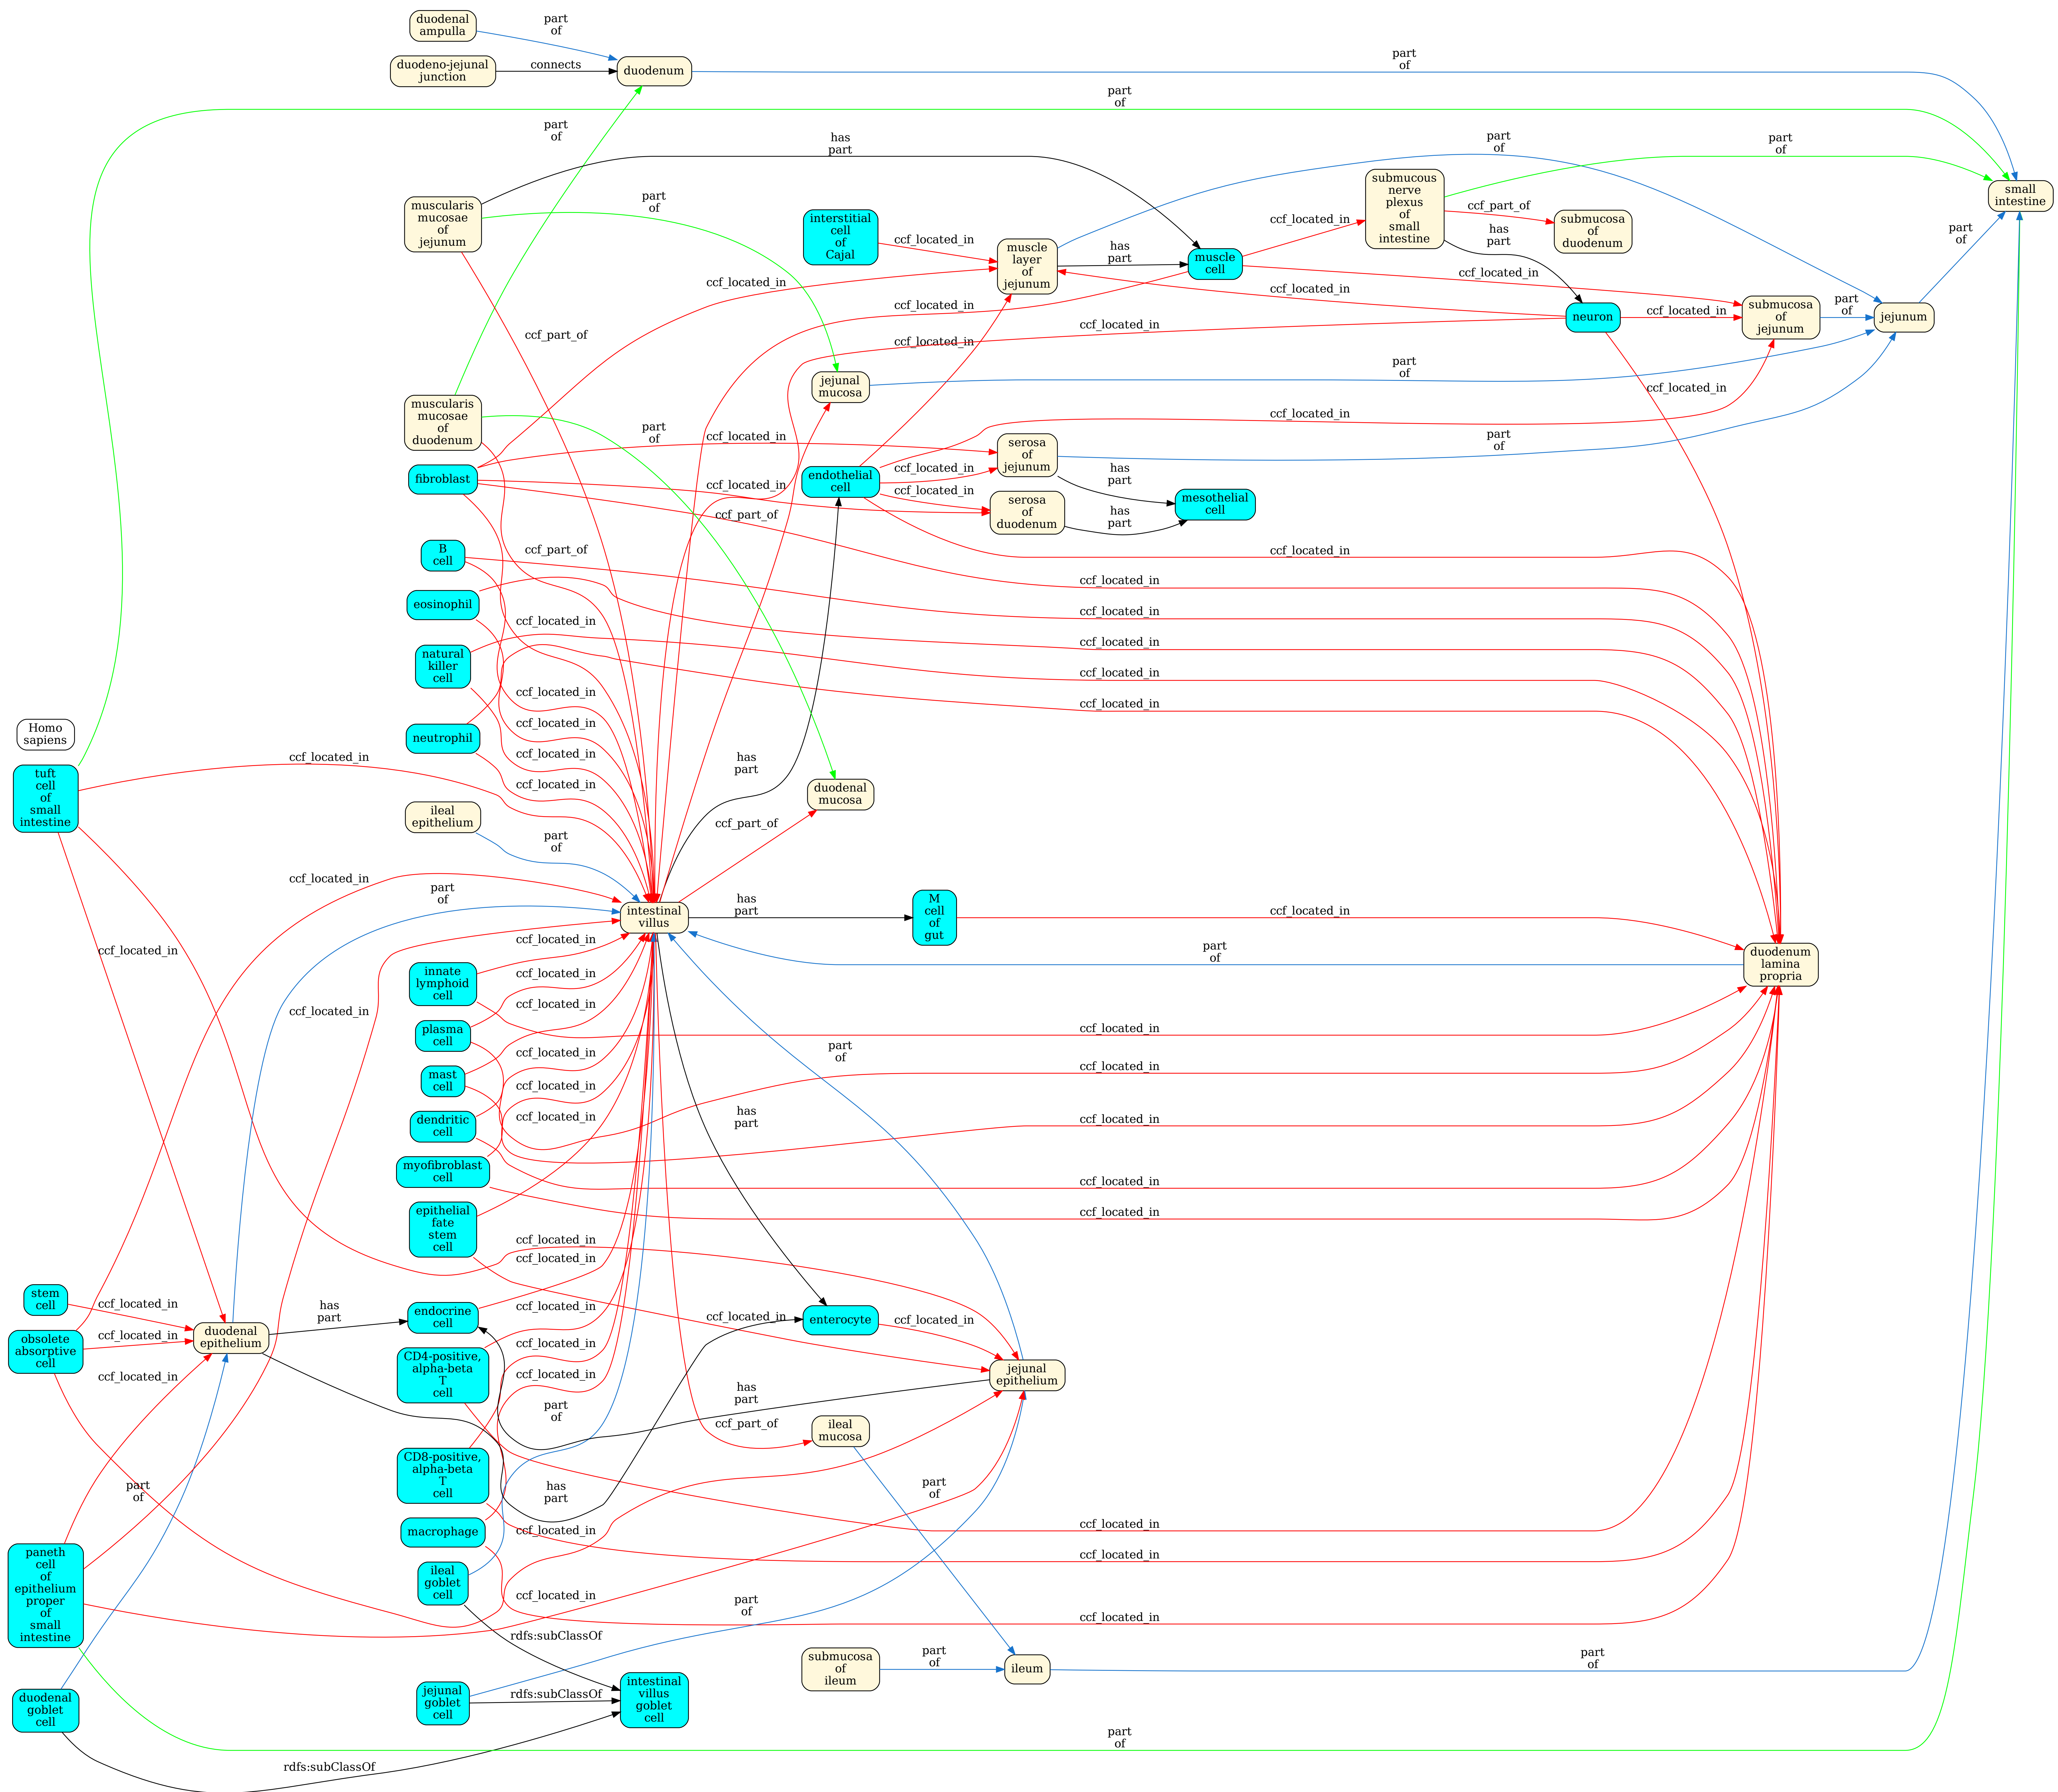 duodenal
ampulla
part
of
duodeno-jejunal
junction
connects
duodenum
part
of
part
of
part
of
has
part
part
of
part
of
muscularis
mucosae
of
jejunum
part
of
interstitial
cell
of
Cajal
ccf_located_in
muscle
layer
of
jejunum
has
part
muscle
cell
ccf_located_in
submucous
nerve
plexus
of
small
intestine
ccf_part_of
has
part
submucosa
of
duodenum
small
intestine
part
of
ccf_located_in
ccf_located_in
ccf_located_in
ccf_located_in
neuron
ccf_located_in
submucosa
of
jejunum
part
of
jejunum
ccf_part_of
ccf_located_in
ccf_located_in
jejunal
mucosa
part
of
ccf_located_in
muscularis
mucosae
of
duodenum
part
of
ccf_located_in
ccf_located_in
serosa
of
jejunum
part
of
fibroblast
ccf_located_in
endothelial
cell
ccf_located_in
ccf_located_in
has
part
mesothelial
cell
serosa
of
duodenum
has
part
ccf_part_of
B
cell
ccf_part_of
ccf_located_in
ccf_located_in
eosinophil
ccf_located_in
ccf_located_in
ccf_located_in
natural
killer
cell
ccf_located_in
ccf_located_in
ccf_located_in
Homo
sapiens
neutrophil
ccf_located_in
ccf_located_in
ccf_located_in
ccf_located_in
has
part
tuft
cell
of
small
intestine
duodenal
mucosa
ileal
epithelium
part
of
ccf_part_of
ccf_located_in
part
of
intestinal
villus
has
part
M
cell
of
gut
ccf_located_in
ccf_located_in
ccf_located_in
part
of
duodenum
lamina
propria
innate
lymphoid
cell
ccf_located_in
ccf_located_in
ccf_located_in
plasma
cell
ccf_located_in
part
of
ccf_located_in
mast
cell
ccf_located_in
ccf_located_in
dendritic
cell
ccf_located_in
has
part
ccf_located_in
myofibroblast
cell
ccf_located_in
ccf_located_in
epithelial
fate
stem
cell
ccf_located_in
ccf_located_in
stem
cell
ccf_located_in
has
part
endocrine
cell
ccf_located_in
ccf_located_in
enterocyte
ccf_located_in
obsolete
absorptive
cell
ccf_located_in
duodenal
epithelium
ccf_located_in
CD4-positive,
alpha-beta
T
cell
ccf_located_in
ccf_located_in
has
part
jejunal
epithelium
part
of
ccf_part_of
ileal
mucosa
CD8-positive,
alpha-beta
T
cell
part
of
has
part
part
of
macrophage
ccf_located_in
ccf_located_in
ccf_located_in
paneth
cell
of
epithelium
proper
of
small
intestine
ileal
goblet
cell
ccf_located_in
part
of
ccf_located_in
rdfs:subClassOf
submucosa
of
ileum
part
of
ileum
part
of
duodenal
goblet
cell
jejunal
goblet
cell
rdfs:subClassOf
intestinal
villus
goblet
cell
part
of
rdfs:subClassOf